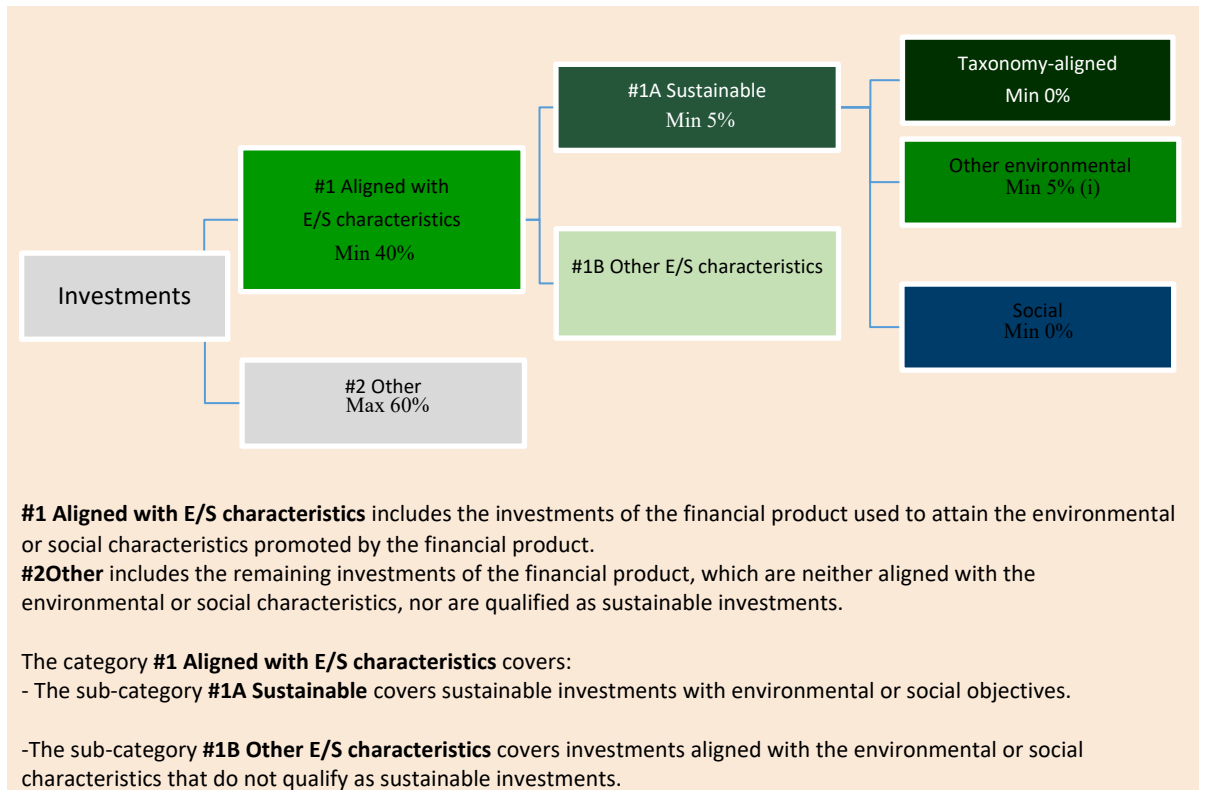 Taxonomy-aligned
Min 0%
#1A Sustainable
Min 5%
Other environmental
Min 5% (i)
#1 Aligned with
E/S characteristics
Min 40%
#1B Other E/S characteristics
Investments
Social
Min 0%
#2 Other
Max 60%
#1 Aligned with E/S characteristics includes the investments of the financial product used to attain the environmental
or social characteristics promoted by the financial product.
#2Other includes the remaining investments of the financial product, which are neither aligned with the
environmental or social characteristics, nor are qualified as sustainable investments.
The category #1 Aligned with E/S characteristics covers:
- The sub-category #1A Sustainable covers sustainable investments with environmental or social objectives.
-The sub-category #1B Other E/S characteristics covers investments aligned with the environmental or social
characteristics that do not qualify as sustainable investments.